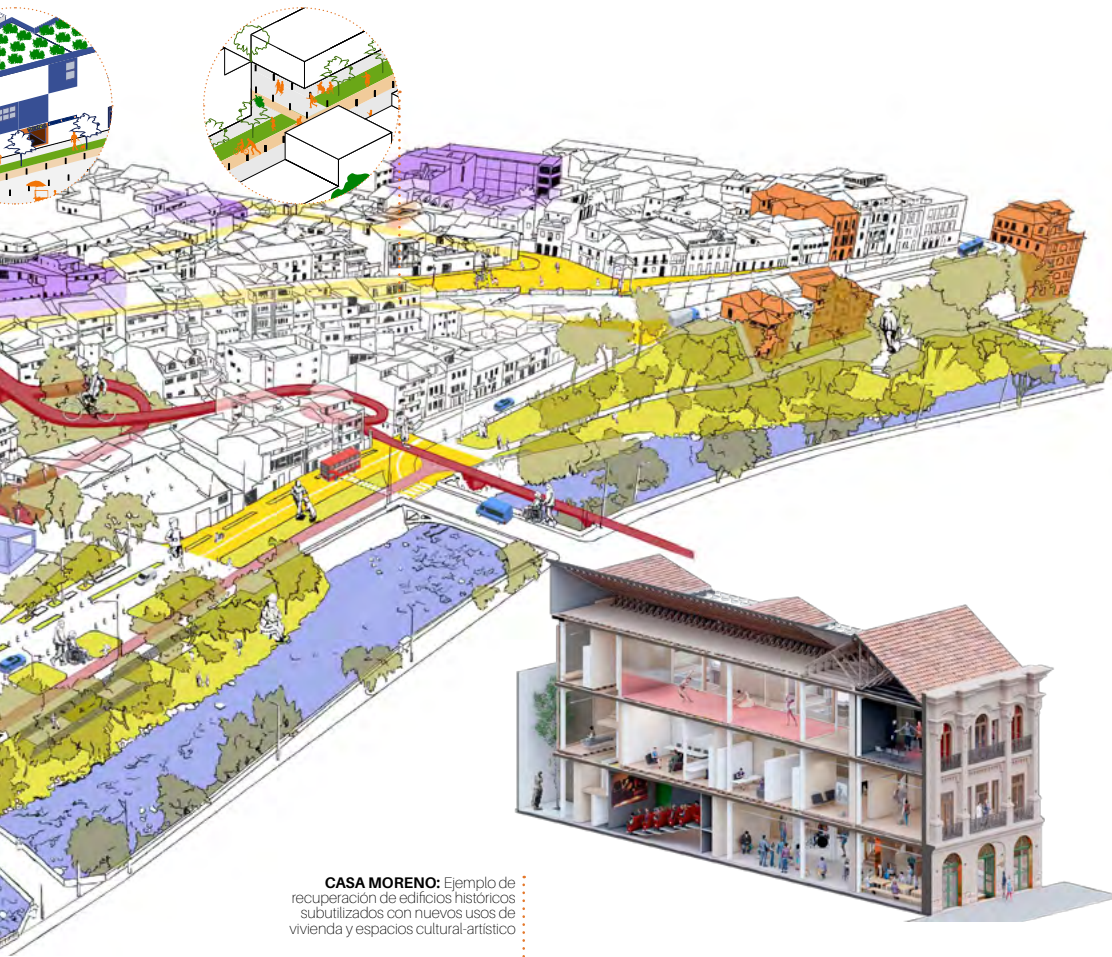 CASA MORENO: Ejemplo de
recuperación de edificios históricos
subutilizados con nuevos usos de
vivienda y espacios cultural-artístico